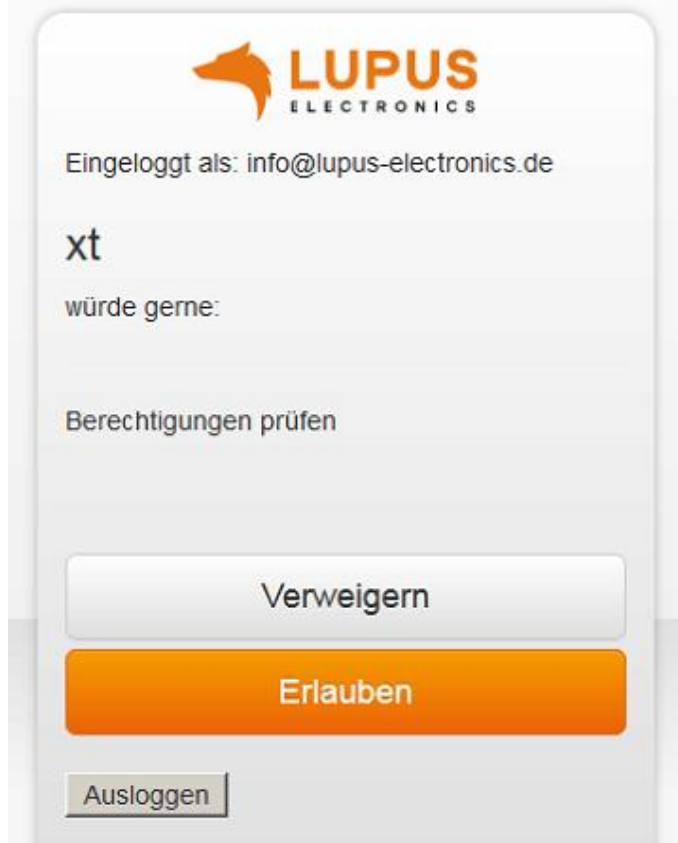 LUPUS
ELECTRONICS
Eingeloggt als: info@lupus-electronics.de
xt
würde gerne:
Berechtigungen prüfen
Verweigern
Erlauben
Ausloggen